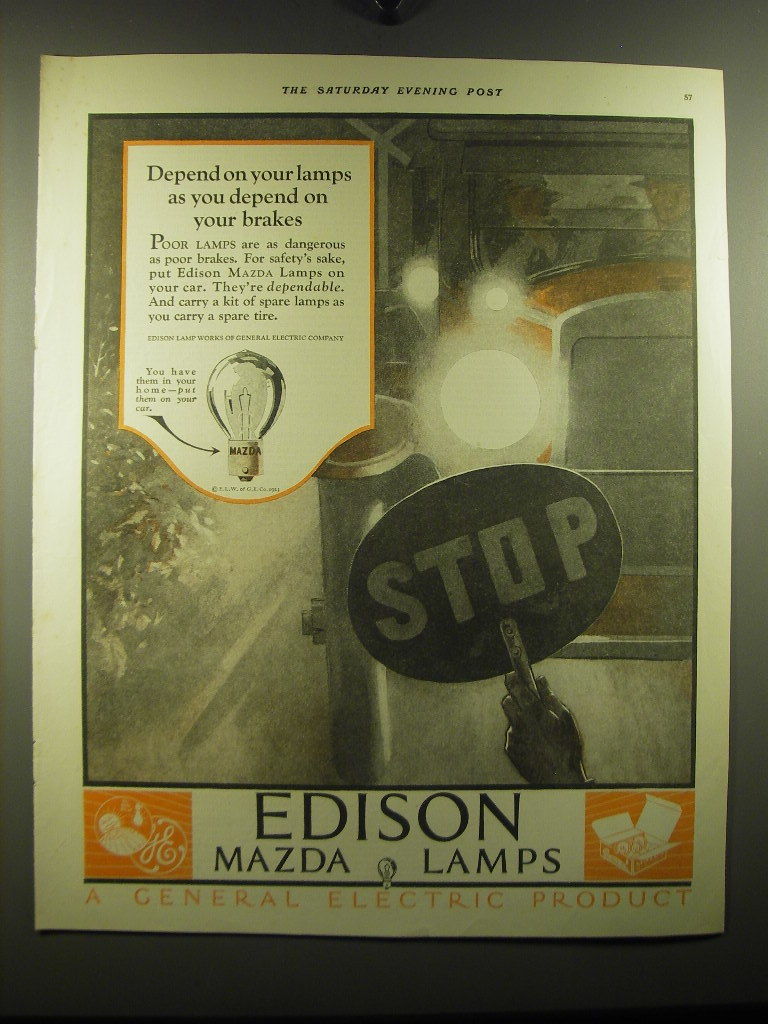 THE SATURDAY EVENING POST
57
Depend on your lamps
as you depend on
your brakes
POOR LAMPS are as dangerous
as poor brakes. For safety's sake,
put Edison MAZDA Lamps on
your car. They're dependable.
And carry a kit of spare lamps as
you carry a spare tire.
EDISON LAMP WORKS OF GENERAL ELECTRIC COMPANY
You have
them in your
home—put
them on your
car.
MAZDA
© E.L.W. of G.E. Co.
STOP
EDISON
MAZDA LAMPS
GE
A GENERAL ELECTRIC PRODUCT